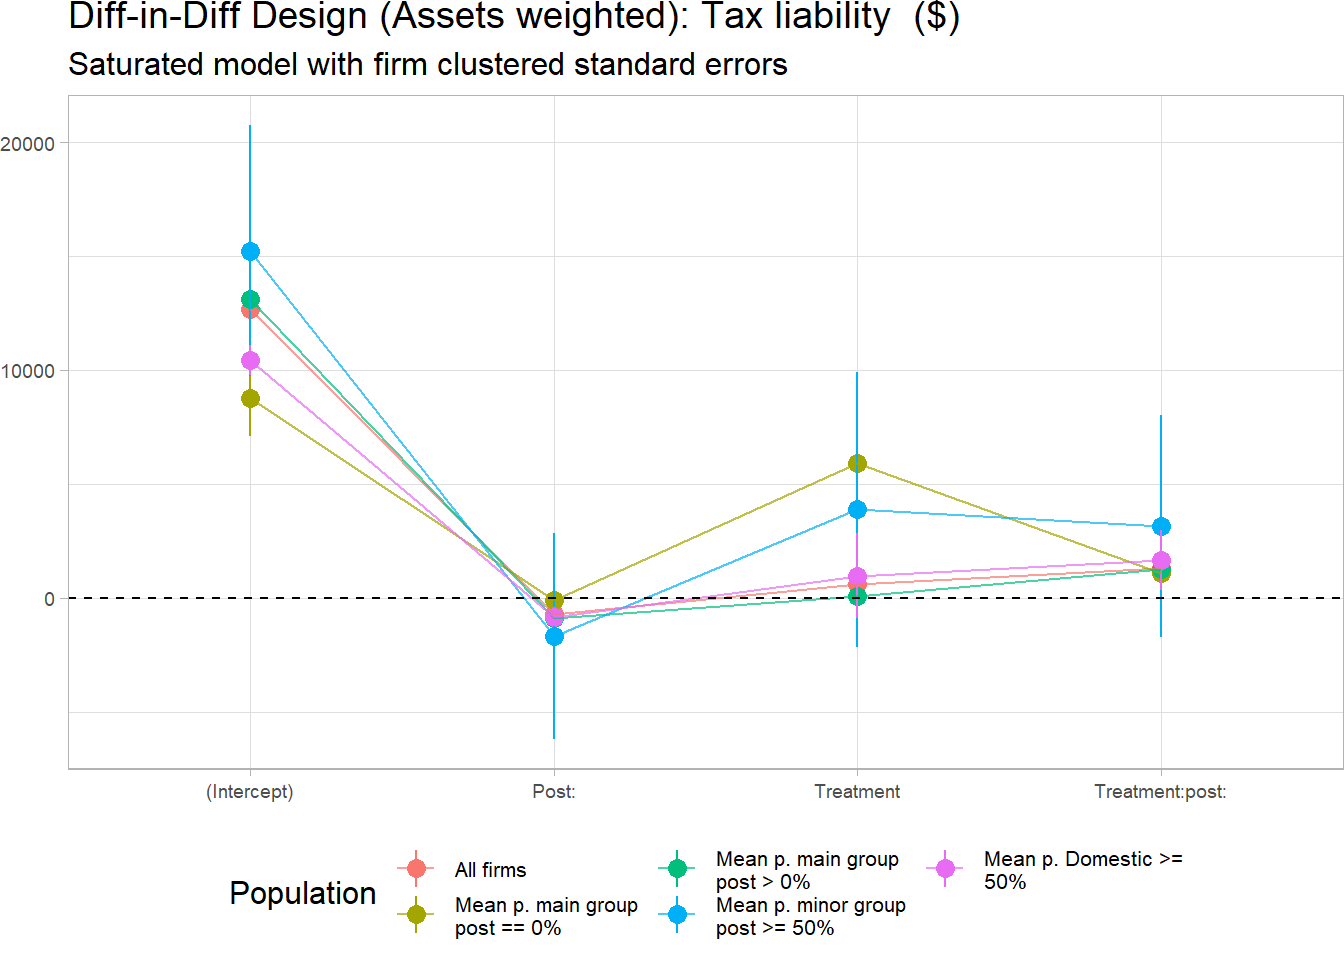 Diff-in-Diff Design (Assets weighted): Tax liability  ($)
Saturated model with firm clustered standard errors
20000
10000
0
(Intercept)
Post:
Treatment
Treatment:post:
Population
All firms
Mean p. main group
post == 0%
Mean p. main group
post > 0%
Mean p. minor group
post >= 50%
Mean p. Domestic >=
50%